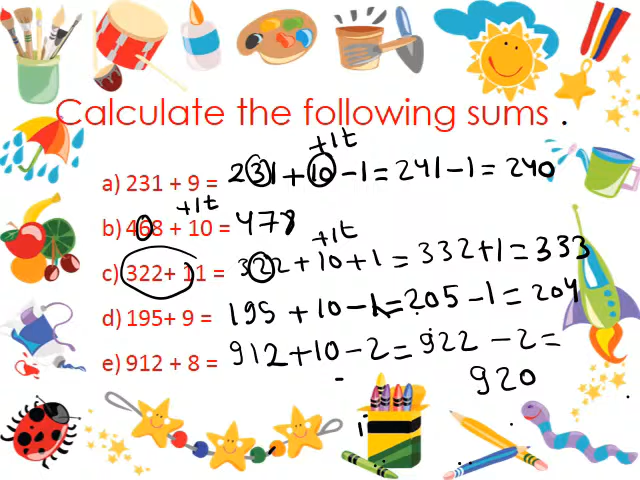 Calculate the following sums .
+1t
a) 231 + 9 = 231 + 10 - 1 = 241 - 1 = 240
+1t
b) 468 + 10 = 478
+1t
c) 322+ 11 = 322 + 10 + 1 = 332 + 1 = 333
d) 195+ 9 = 195 + 10 - 1 = 205 - 1 = 204
e) 912 + 8 = 912 + 10 - 2 = 922 - 2 =
920